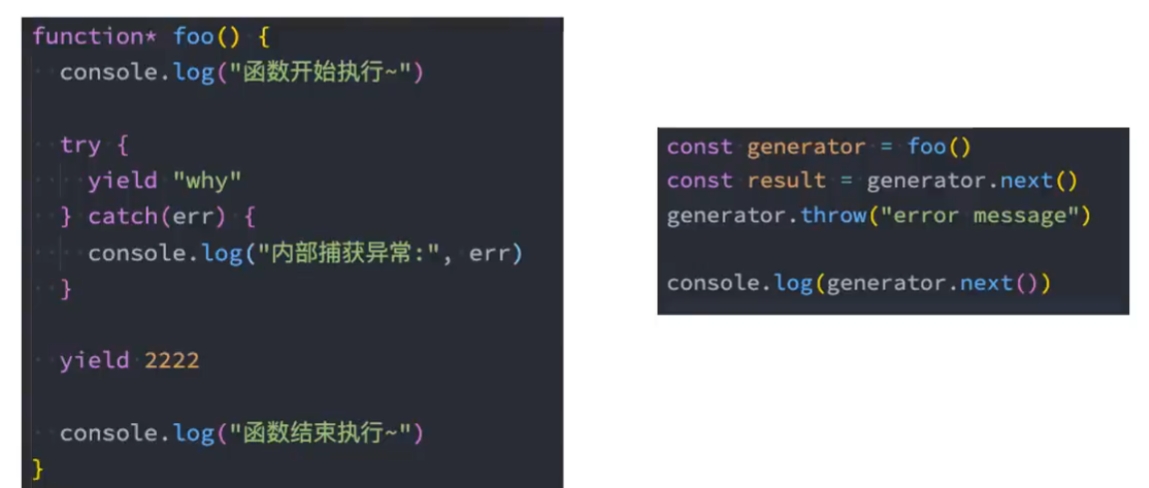 function* foo() {
console.log("函数开始执行~")
try {
yield "why"
} catch(err) {
console.log("内部捕获异常:", err)
}
yield 2222
console.log("函数结束执行~")
}
const generator = foo()
const result = generator.next()
generator.throw("error message")
console.log(generator.next())